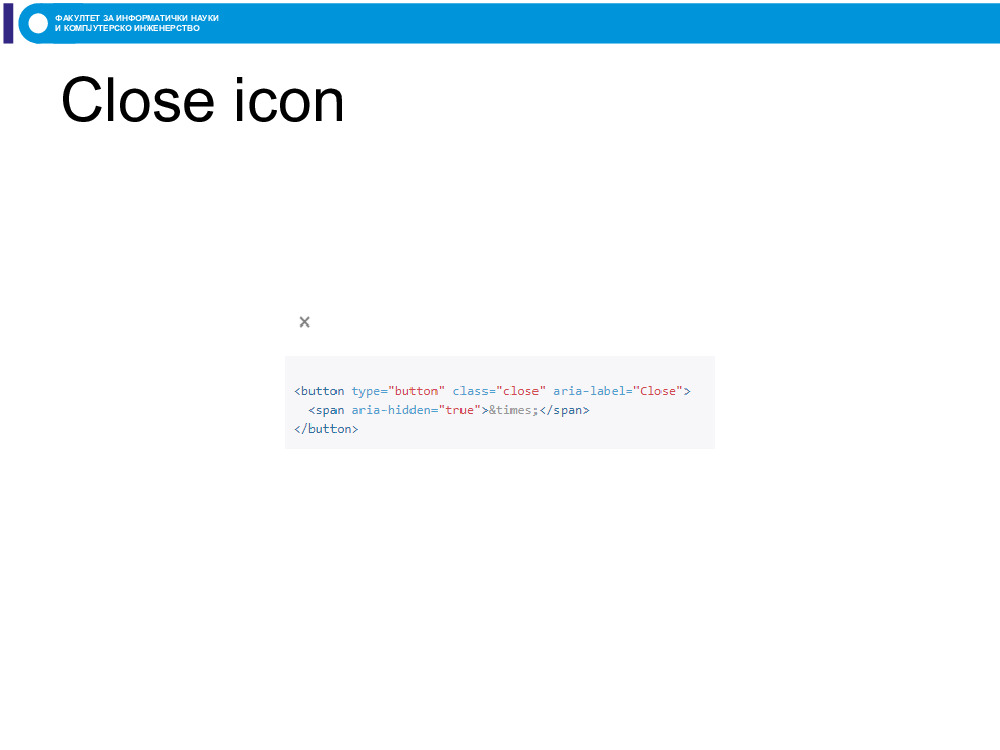 ФАКУЛТЕТ ЗА ИНФОРМАТИЧКИ НАУКИ
И КОМПЈУТЕРСКО ИНЖЕНЕРСТВО
Close icon
×
<button type="button" class="close" aria-label="Close">
  <span aria-hidden="true">&times;</span>
</button>